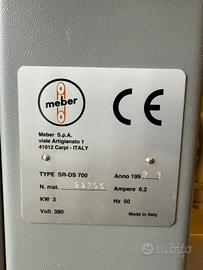 meber
CE
Meber S.p.A.
viale Artigianato 1
41012 Carpi - ITALY
TYPE SR-DS 700
Anno 199
N. mat.
Ampere 6.2
KW 3
Hz 50
Volt 380
Made in Italy
subito